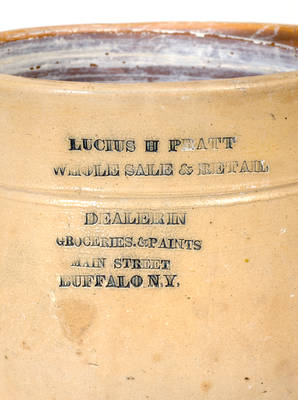 LUCIUS H PRATT
WHOLE SALE & RETAIL
DEALER IN
GROCERIES.&PAINTS
MAIN STREET
BUFFALO N.Y.